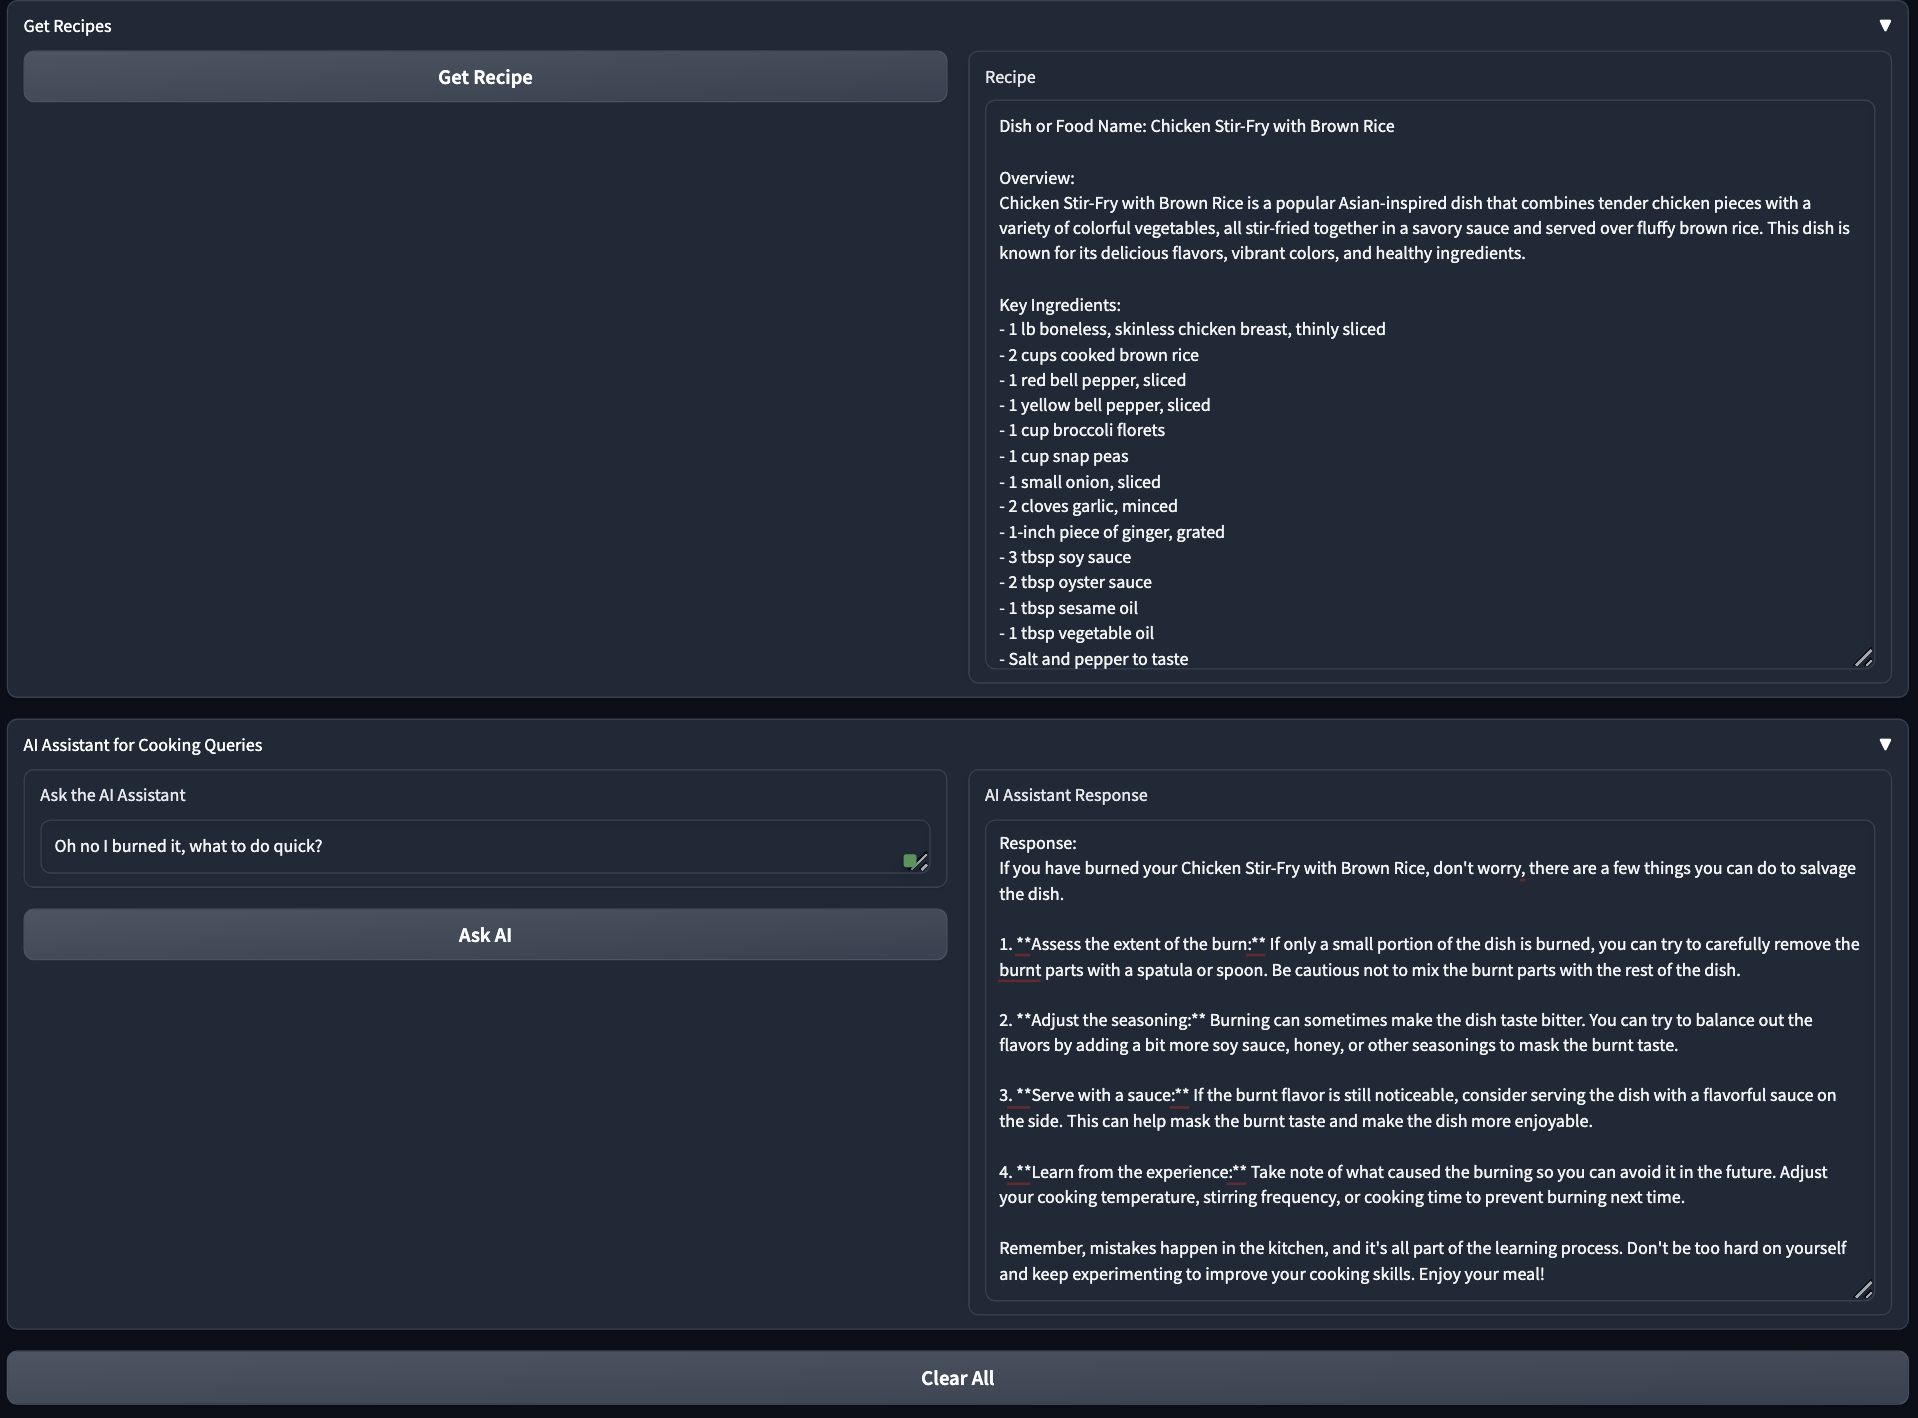 Get Recipes
▼
Get Recipe
Recipe
Dish or Food Name: Chicken Stir-Fry with Brown Rice
Overview:
Chicken Stir-Fry with Brown Rice is a popular Asian-inspired dish that combines tender chicken pieces with a
variety of colorful vegetables, all stir-fried together in a savory sauce and served over fluffy brown rice. This dish is
known for its delicious flavors, vibrant colors, and healthy ingredients.
Key Ingredients:
- 1 lb boneless, skinless chicken breast, thinly sliced
- 2 cups cooked brown rice
- 1 red bell pepper, sliced
- 1 yellow bell pepper, sliced
- 1 cup broccoli florets
- 1 cup snap peas
- 1 small onion, sliced
- 2 cloves garlic, minced
- 1-inch piece of ginger, grated
- 3 tbsp soy sauce
- 2 tbsp oyster sauce
- 1 tbsp sesame oil
- 1 tbsp vegetable oil
- Salt and pepper to taste
AI Assistant for Cooking Queries
▼
Ask the AI Assistant
Oh no I burned it, what to do quick?
Ask AI
AI Assistant Response
Response:
If you have burned your Chicken Stir-Fry with Brown Rice, don't worry, there are a few things you can do to salvage
the dish.
1. **Assess the extent of the burn:** If only a small portion of the dish is burned, you can try to carefully remove the
burnt parts with a spatula or spoon. Be cautious not to mix the burnt parts with the rest of the dish.
2. **Adjust the seasoning:** Burning can sometimes make the dish taste bitter. You can try to balance out the
flavors by adding a bit more soy sauce, honey, or other seasonings to mask the burnt taste.
3. **Serve with a sauce:** If the burnt flavor is still noticeable, consider serving the dish with a flavorful sauce on
the side. This can help mask the burnt taste and make the dish more enjoyable.
4. **Learn from the experience:** Take note of what caused the burning so you can avoid it in the future. Adjust
your cooking temperature, stirring frequency, or cooking time to prevent burning next time.
Remember, mistakes happen in the kitchen, and it's all part of the learning process. Don't be too hard on yourself
and keep experimenting to improve your cooking skills. Enjoy your meal!
Clear All